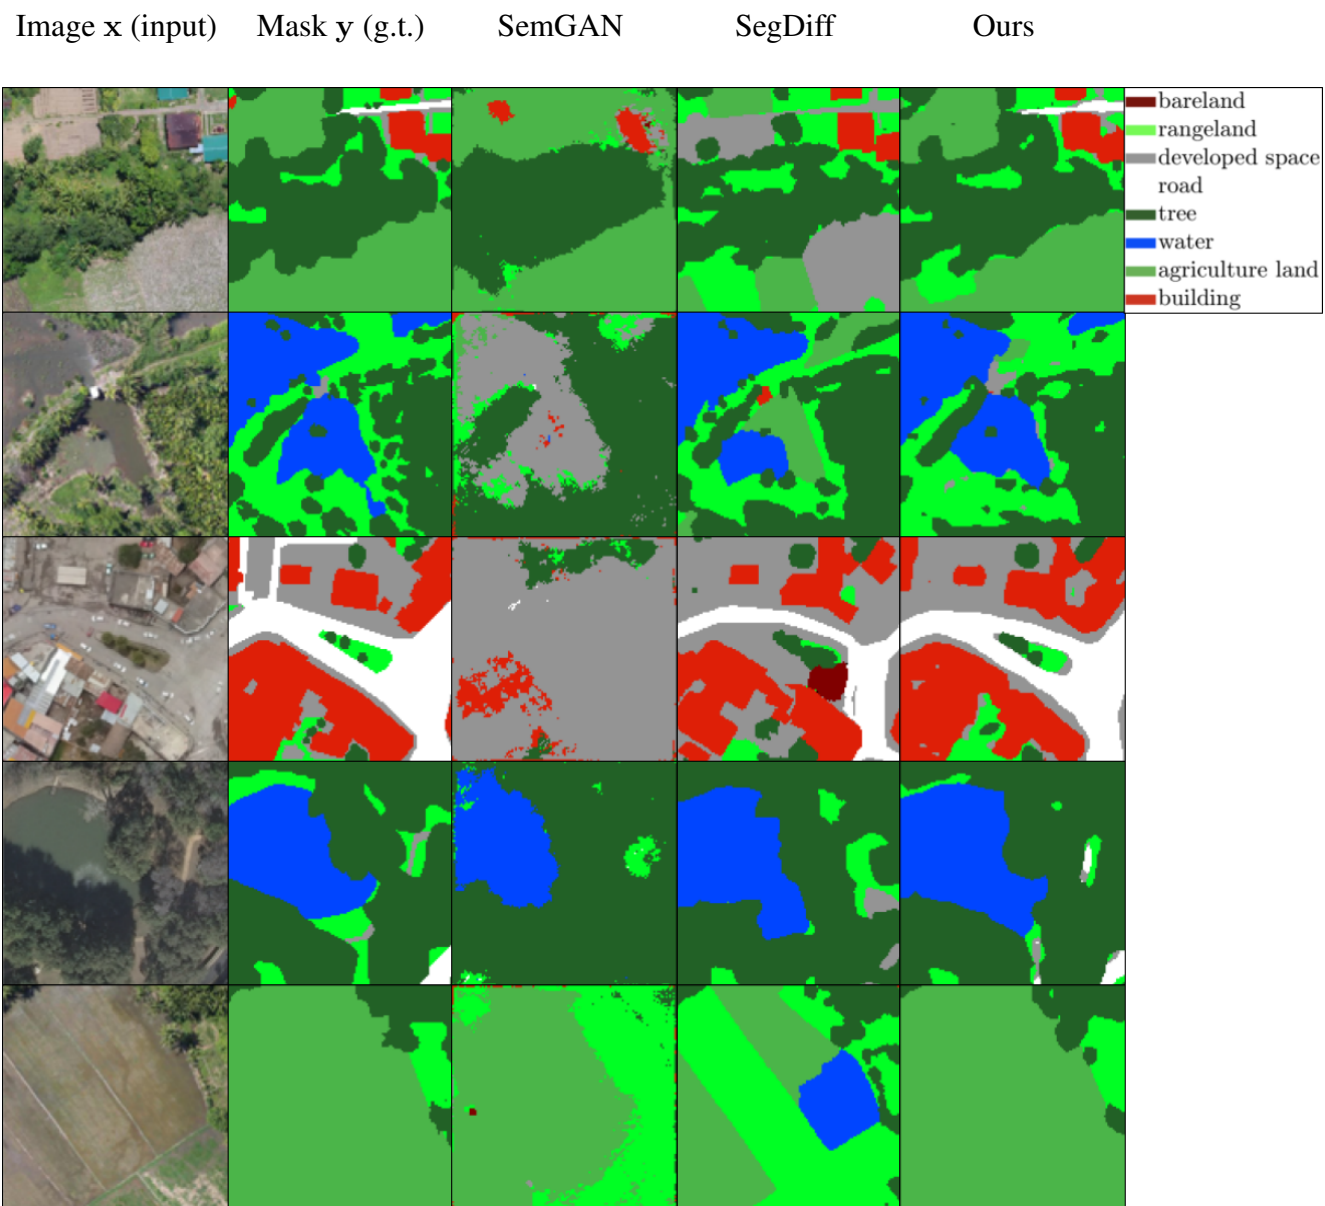 Image x (input) Mask y (g.t.) SemGAN SegDiff Ours
bareland
rangeland
developed space
road
tree
water
agriculture land
building